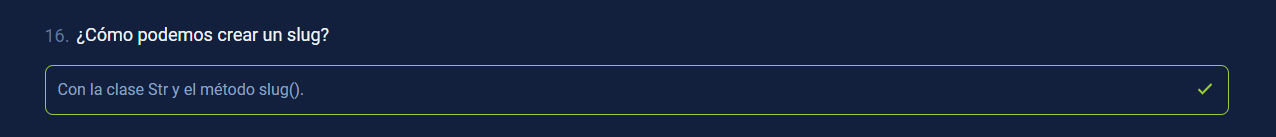 16. ¿Cómo podemos crear un slug?
Con la clase Str y el método slug().